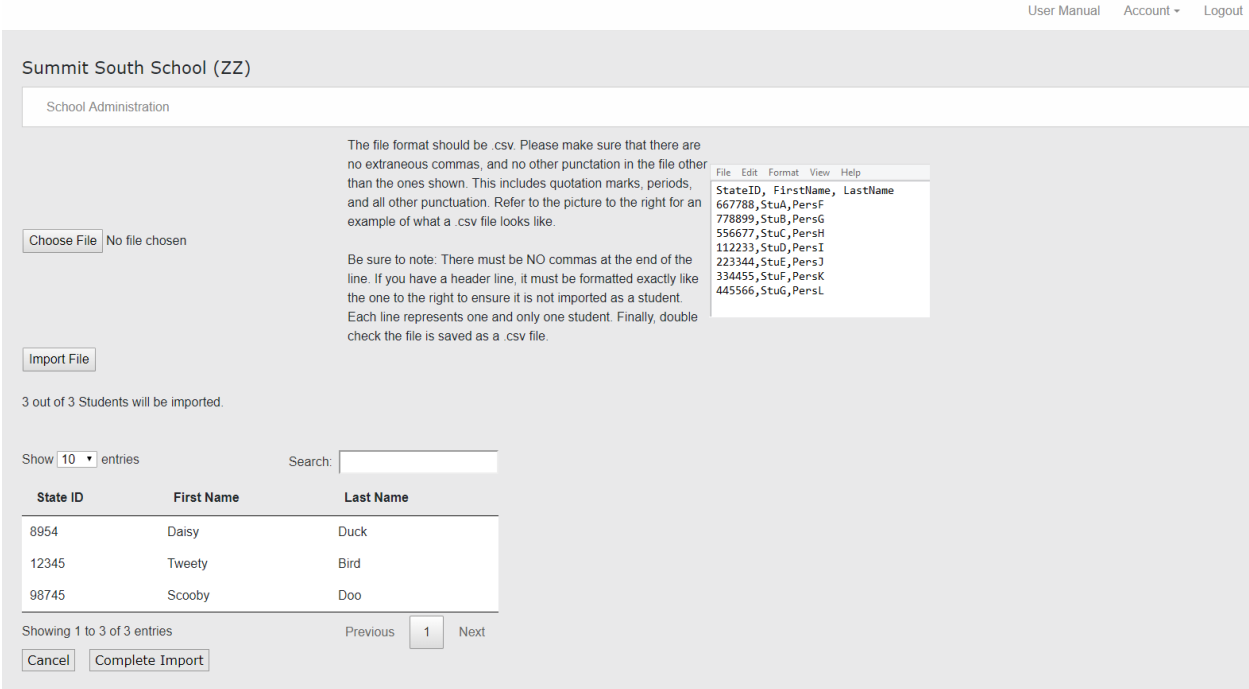 User Manual Account Logout
Summit South School (ZZ)
School Administration
The file format should be .csv. Please make sure that there are
no extraneous commas, and no other punctation in the file other
than the ones shown. This includes quotation marks, periods,
and all other punctuation. Refer to the picture to the right for an
example of what a .csv file looks like.
Be sure to note: There must be NO commas at the end of the
line. If you have a header line, it must be formatted exactly like
the one to the right to ensure it is not imported as a student.
Each line represents one and only one student. Finally, double
check the file is saved as a .csv file.
File Edit Format View Help
StateID, FirstName, LastName
667788,StuA,PersF
778899,StuB,PersG
556677,StuC,PersH
112233,StuD,PersI
223344,StuE,PersJ
334455,StuF,PersK
445566,StuG,PersL
Choose File No file chosen
Import File
3 out of 3 Students will be imported.
Show 10 entries Search:
State ID First Name Last Name
8954 Daisy Duck
12345 Tweety Bird
98745 Scooby Doo
Showing 1 to 3 of 3 entries Previous 1 Next
Cancel Complete Import